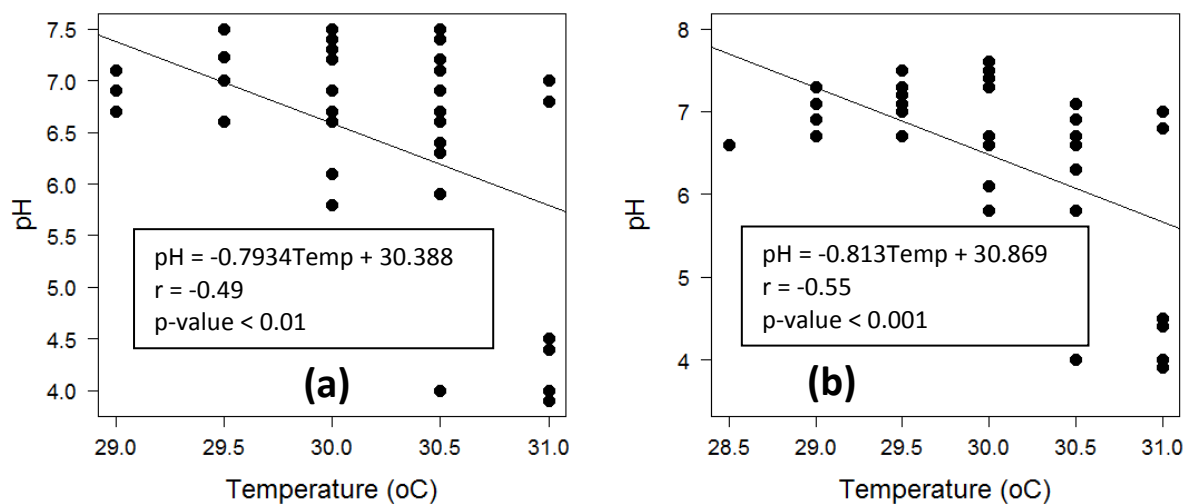 7.5
7.0
6.5
6.0
5.5
5.0
4.5
4.0
pH
pH = -0.7934Temp + 30.388
r = -0.49
p-value < 0.01
(a)
29.0 29.5 30.0 30.5 31.0
Temperature (oC)
8
7
6
5
4
pH
pH = -0.813Temp + 30.869
r = -0.55
p-value < 0.001
(b)
28.5 29.0 29.5 30.0 30.5 31.0
Temperature (oC)